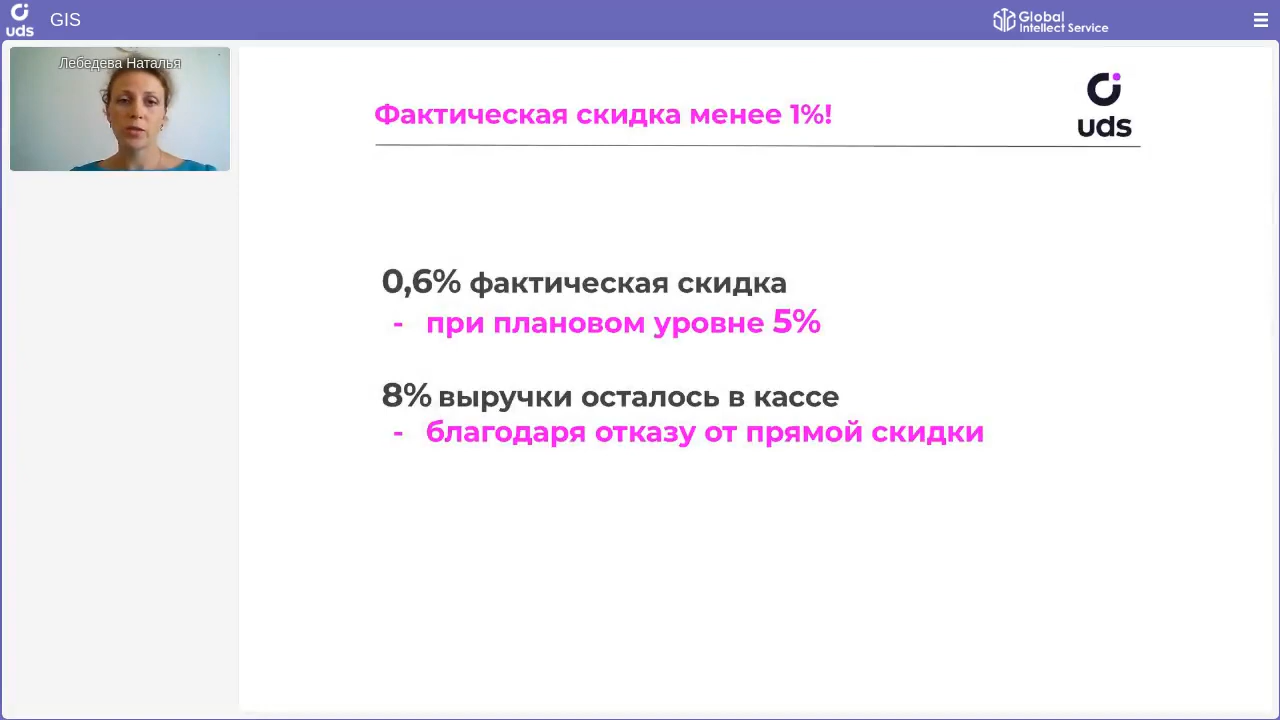 uds
GIS
Global
Intellect Service
Лебедева Наталья
Фактическая скидка менее 1%!
uds
0,6% фактическая скидка
- при плановом уровне 5%
8% выручки осталось в кассе
- благодаря отказу от прямой скидки